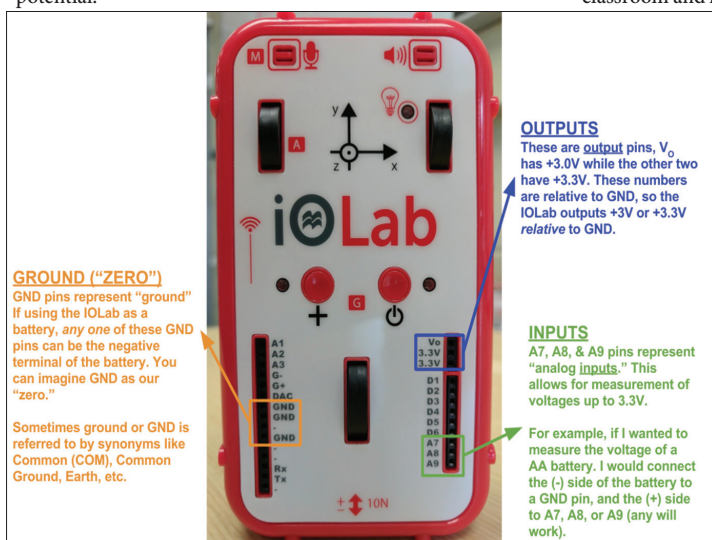 potential.
classroom and
M
A
y
z
x
iOLab
G
A1
A2
A3
G-
G+
DAC
GND
GND
-
GND
-
-
Rx
Tx
-
Vo
3.3V
3.3V
D1
D2
D3
D4
D5
D6
A7
A8
A9
± 10N
GROUND ("ZERO")
GND pins represent "ground"
If using the IOLab as a
battery, any one of these GND
pins can be the negative
terminal of the battery. You
can imagine GND as our
"zero."
Sometimes ground or GND is
referred to by synonyms like
Common (COM), Common
Ground, Earth, etc.
OUTPUTS
These are output pins, VO
has +3.0V while the other two
have +3.3V. These numbers
are relative to GND, so the
IOLab outputs +3V or +3.3V
relative to GND.
INPUTS
A7, A8, & A9 pins represent
"analog inputs." This
allows for measurement of
voltages up to 3.3V.
For example, if I wanted to
measure the voltage of a
AA battery. I would connect
the (-) side of the battery to
a GND pin, and the (+) side
to A7, A8, or A9 (any will
work).